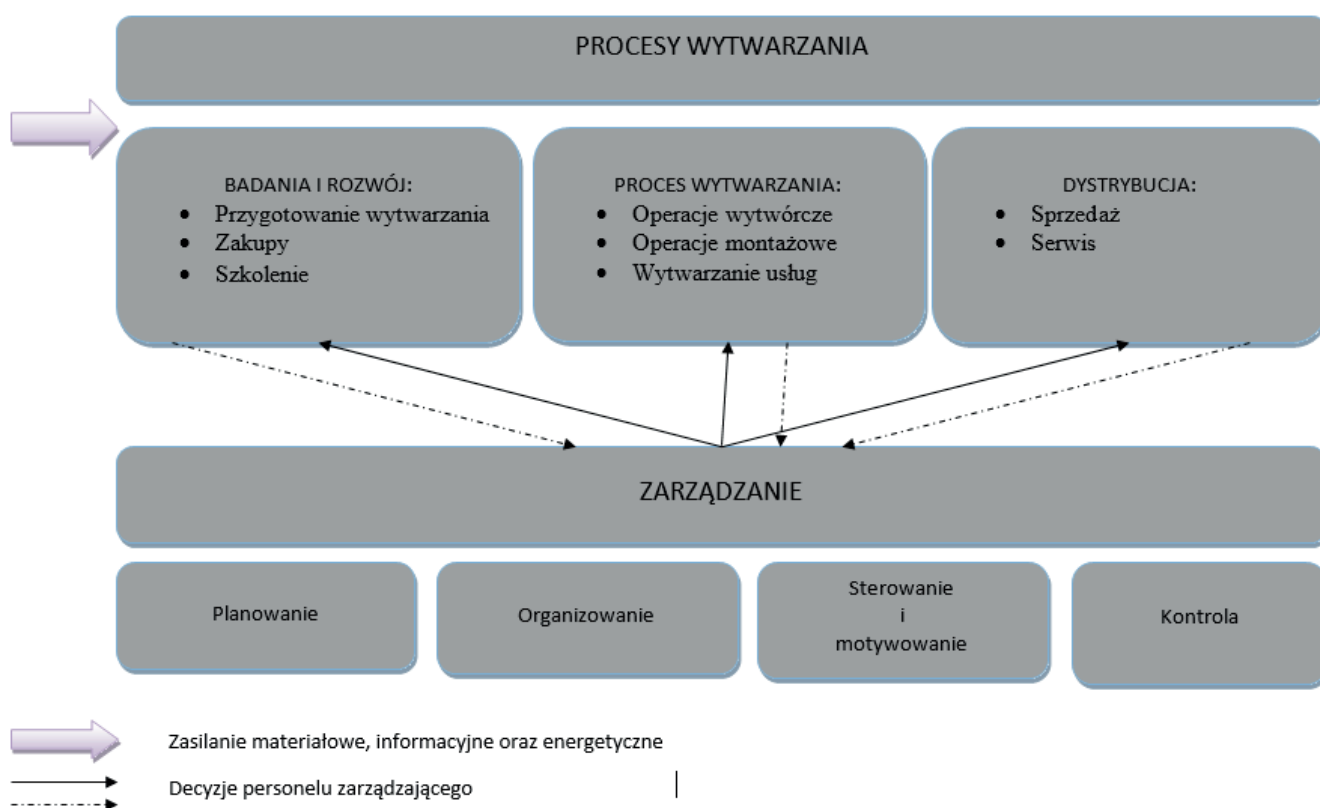 PROCESY WYTWARZANIA
BADANIA I ROZWÓJ:
• Przygotowanie wytwarzania
• Zakupy
• Szkolenie
PROCES WYTWARZANIA:
• Operacje wytwórcze
• Operacje montażowe
• Wytwarzanie usług
DYSTRYBUCJA:
• Sprzedaż
• Serwis
ZARZĄDZANIE
Planowanie
Organizowanie
Sterowanie
i
motywowanie
Kontrola
Zasilanie materiałowe, informacyjne oraz energetyczne
Decyzje personelu zarządzającego